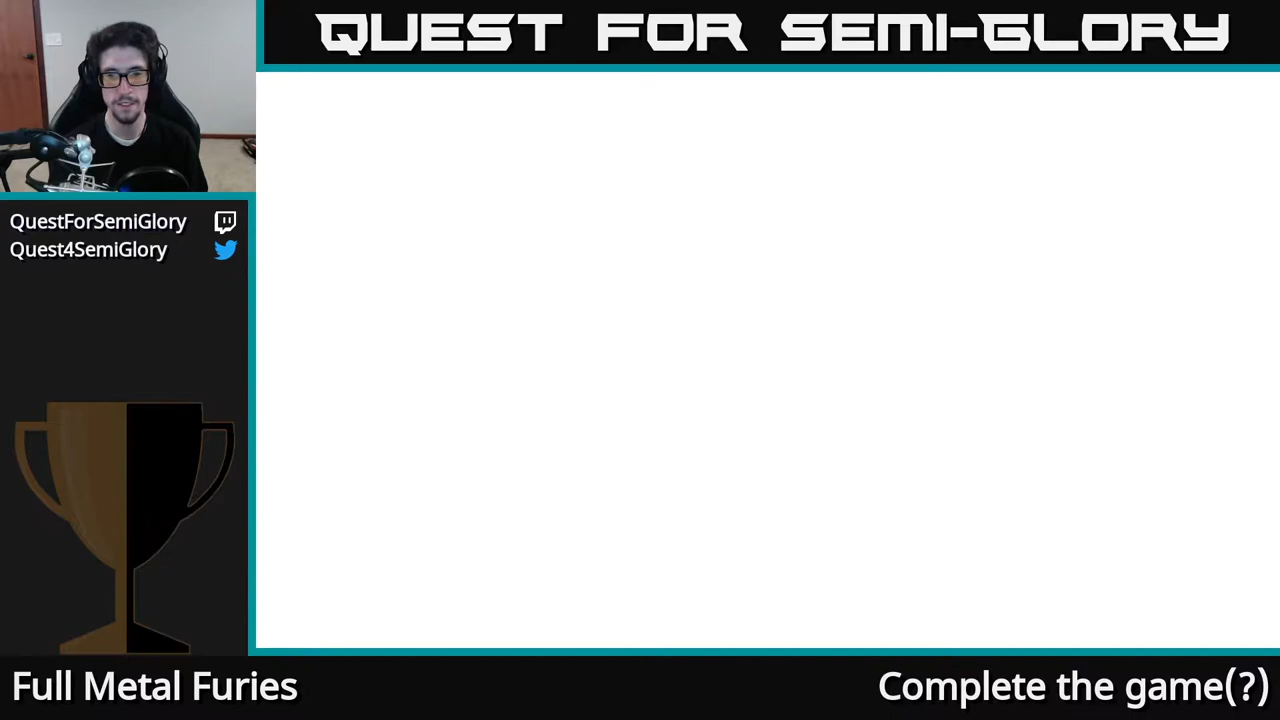 QUEST FOR SEMI-GLORY
QuestForSemiGlory
Quest4SemiGlory
Full Metal Furies
Complete the game(?)